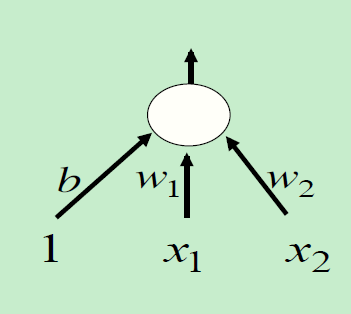 b w₁ w₂
1 x₁ x₂